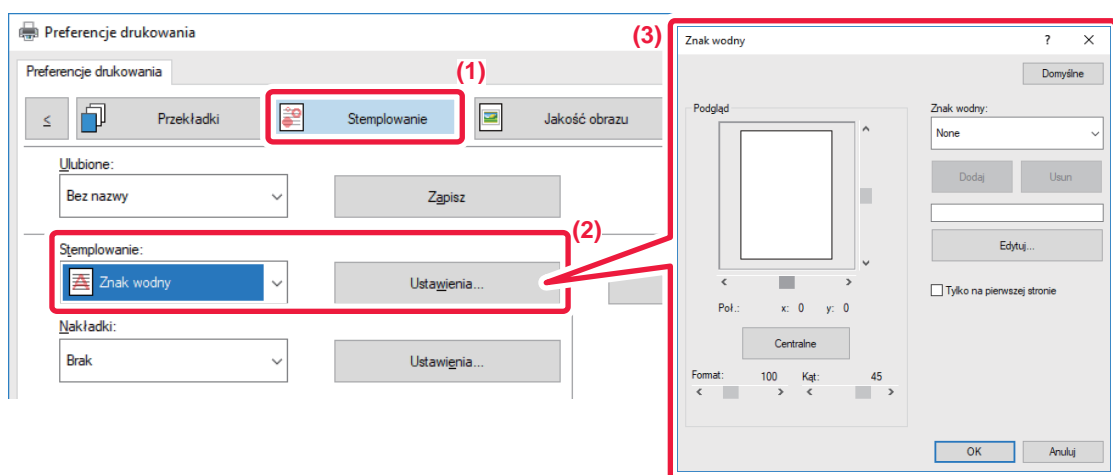 Preferencje drukowania
Preferencje drukowania
(1)
<
Przekładki
Stemplowanie
Jakość obrazu
Ulubione:
Bez nazwy
Zapisz
(2)
Stemplowanie:
Znak wodny
Ustawienia...
Nakładki:
Brak
Ustawienia...
(3)
Znak wodny
?
Domyślne
Podgląd
Znak wodny:
None
Dodaj
Usun
Edytuj...
Tylko na pierwszej stronie
Poł.: x: 0 y: 0
Centralne
Format: 100 Kąt: 45
OK
Anuluj